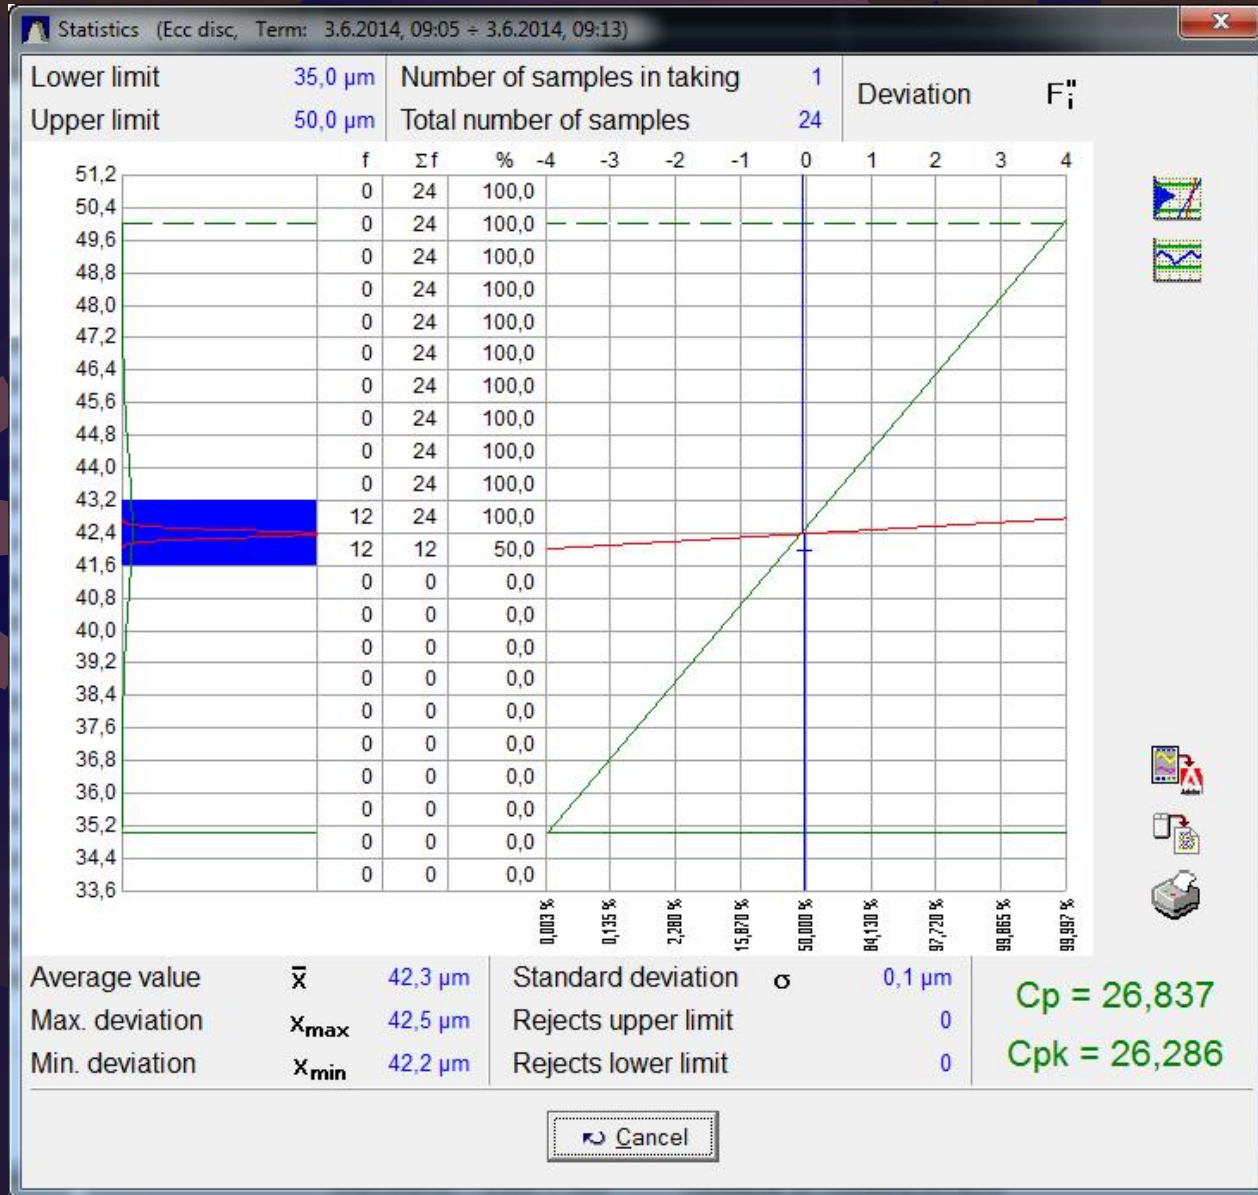 Statistics (Ecc disc, Term: 3.6.2014, 09:05 ÷ 3.6.2014, 09:13)
x
Lower limit 35,0 µm Number of samples in taking 1 Deviation F"i
Upper limit 50,0 µm Total number of samples 24
f Σf % -4 -3 -2 -1 0 1 2 3 4
51,2
0 24 100,0
50,4
0 24 100,0
49,6
0 24 100,0
48,8
0 24 100,0
48,0
0 24 100,0
47,2
0 24 100,0
46,4
0 24 100,0
45,6
0 24 100,0
44,8
0 24 100,0
44,0
0 24 100,0
43,2
12 24 100,0
42,4
12 12 50,0
41,6
0 0 0,0
40,8
0 0 0,0
40,0
0 0 0,0
39,2
0 0 0,0
38,4
0 0 0,0
37,6
0 0 0,0
36,8
0 0 0,0
36,0
0 0 0,0
35,2
0 0 0,0
34,4
0 0 0,0
33,6
0,003 % 0,135 % 2,280 % 15,870 % 50,000 % 84,130 % 97,720 % 99,865 % 99,997 %
Average value x̄ 42,3 µm Standard deviation σ 0,1 µm Cp = 26,837
Max. deviation xmax 42,5 µm Rejects upper limit 0
Min. deviation xmin 42,2 µm Rejects lower limit 0 Cpk = 26,286
Cancel